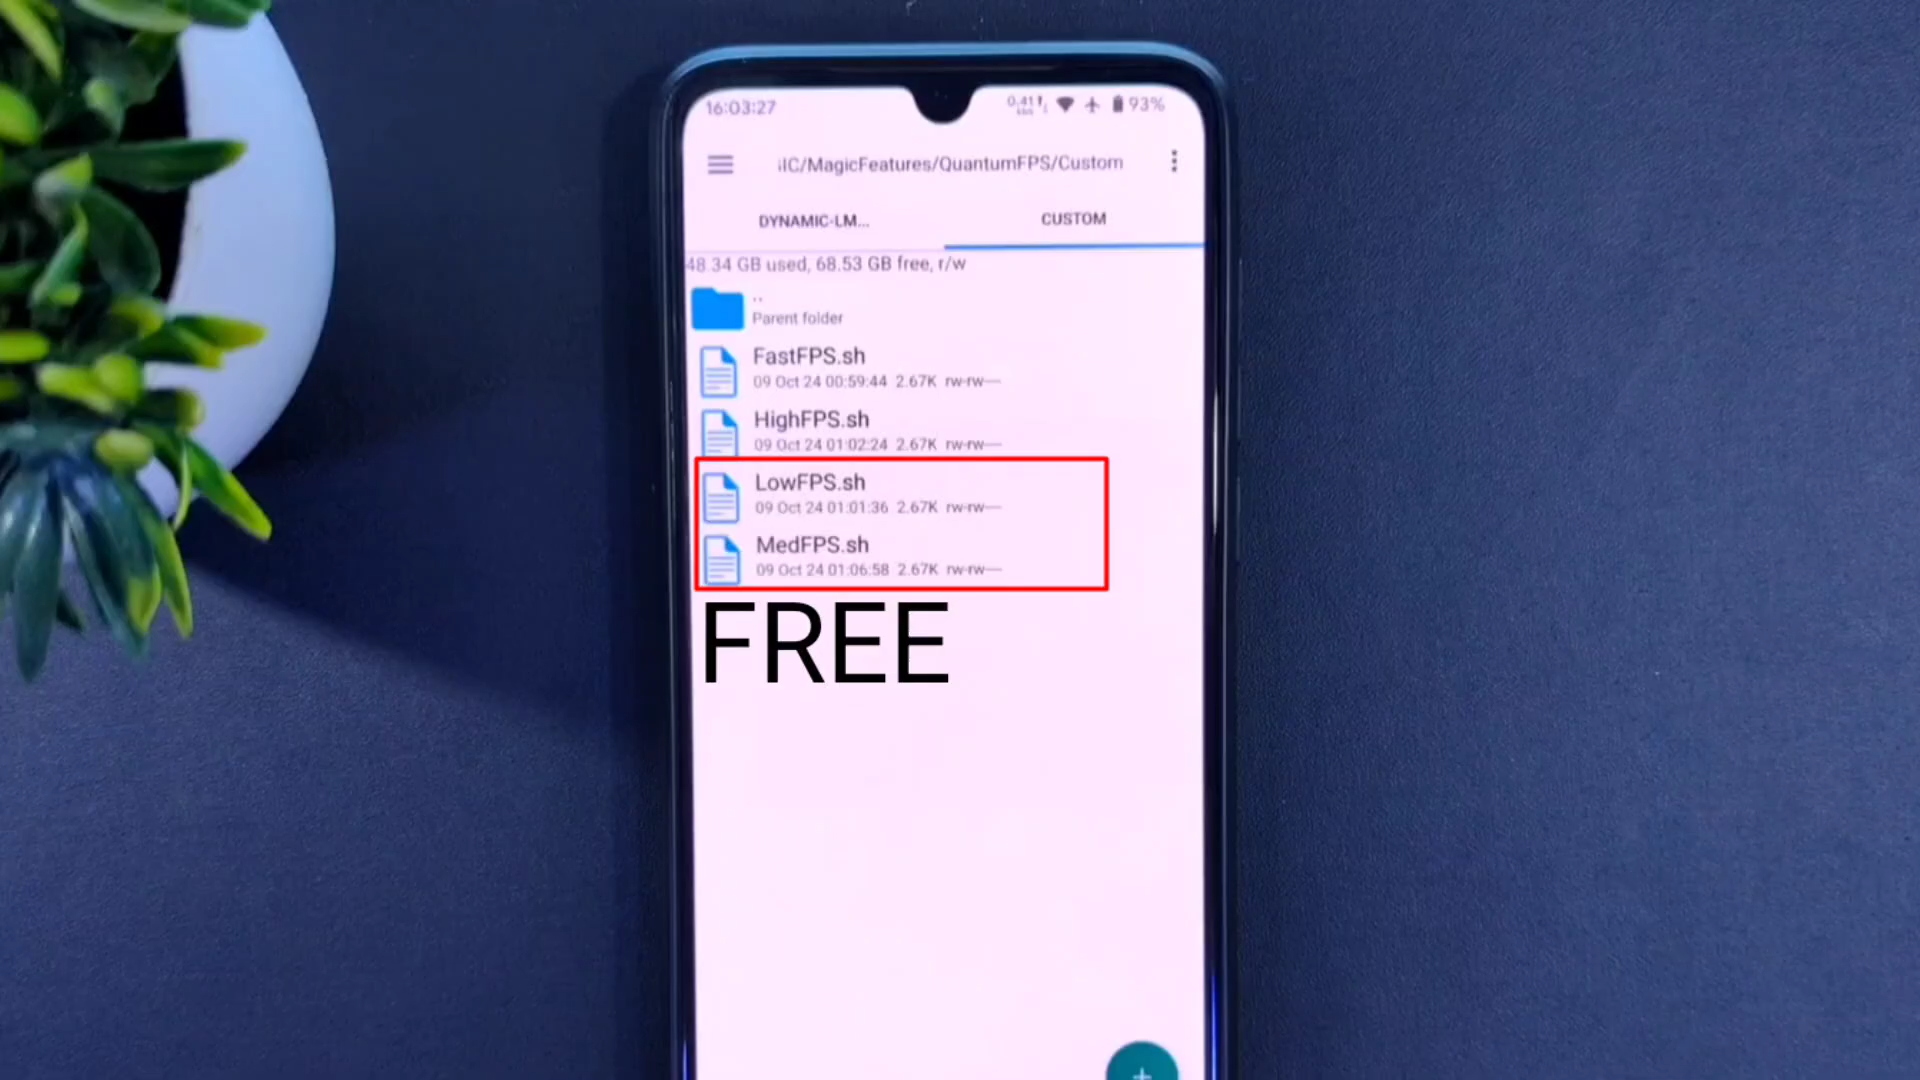 16:03:27 0.41 93%
IC/MagicFeatures/QuantumFPS/Custom
DYNAMIC-LM... CUSTOM
48.34 GB used, 68.53 GB free, r/w
..
Parent folder
FastFPS.sh
09 Oct 24 00:59:44 2.67K rw-rw----
HighFPS.sh
09 Oct 24 01:02:24 2.67K rw-rw----
LowFPS.sh
09 Oct 24 01:01:36 2.67K rw-rw----
MedFPS.sh
09 Oct 24 01:06:58 2.67K rw-rw----
FREE